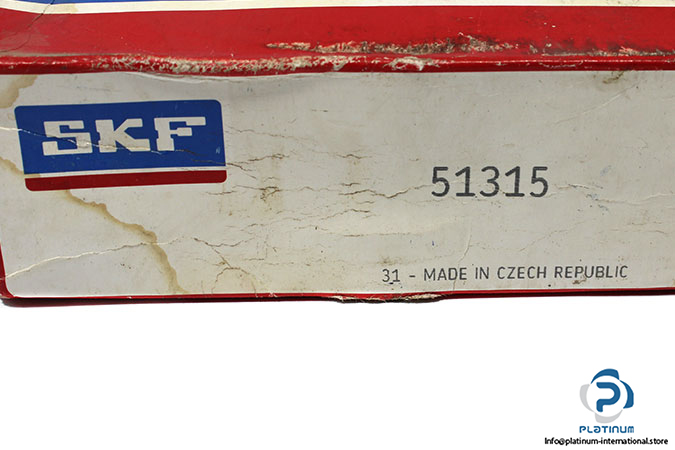 SKF
51315
31 - MADE IN CZECH REPUBLIC
PLATINUM
Info@platinum-international.store